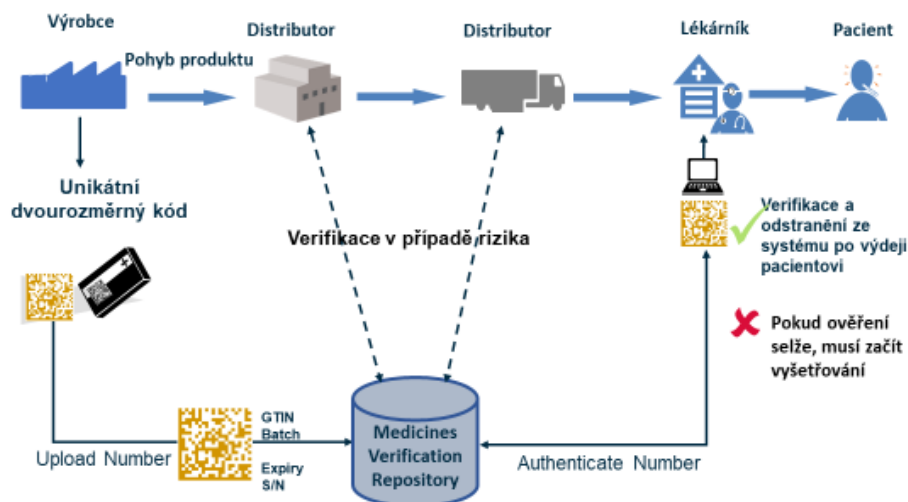 Výrobce
Distributor
Distributor
Lékárník
Pacient
Pohyb produktu
Unikátní
dvourozměrný kód
Verifikace v případě rizika
Verifikace a
odstranění ze
systému po výdeji
pacientovi
Pokud ověření
selže, musí začít
vyšetřování
GTIN
Batch
Expiry
S/N
Upload Number
Medicines
Verification
Repository
Authenticate Number